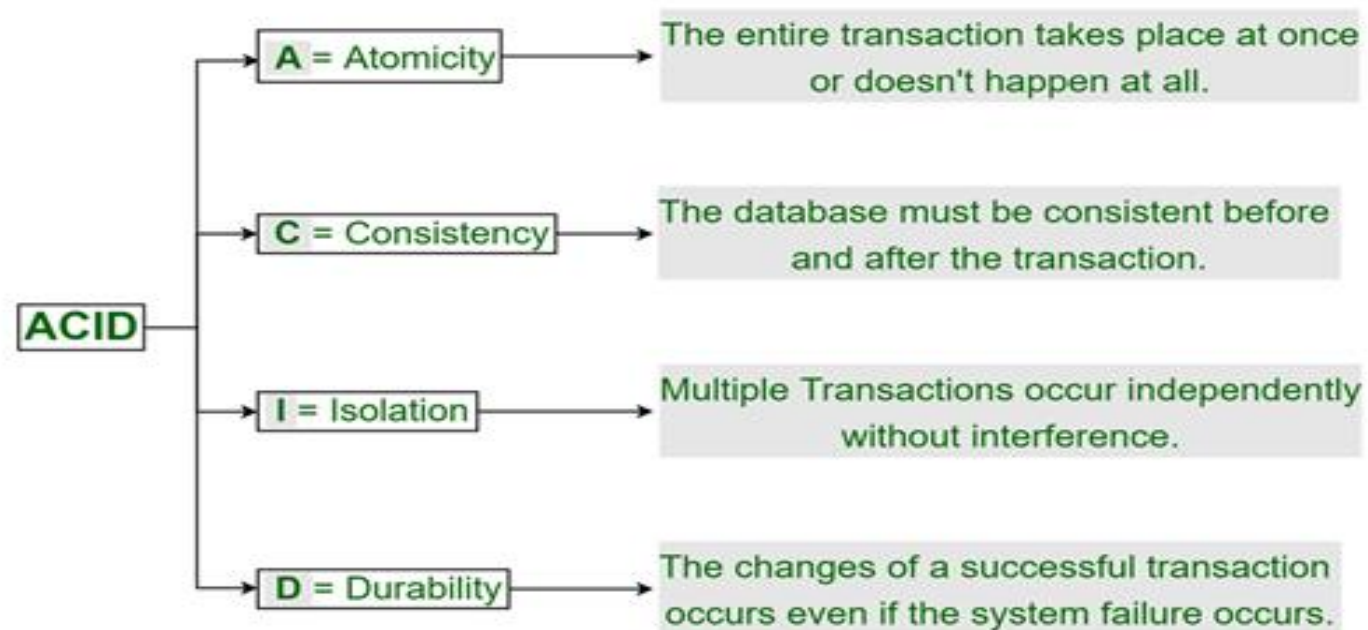 A = Atomicity
The entire transaction takes place at once
or doesn't happen at all.
C = Consistency
The database must be consistent before
and after the transaction.
ACID
I = Isolation
Multiple Transactions occur independently
without interference.
D = Durability
The changes of a successful transaction
occurs even if the system failure occurs.